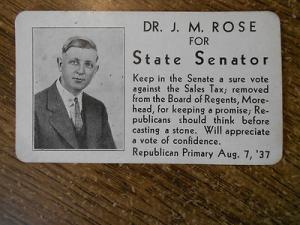 DR. J. M. ROSE
FOR
State Senator
Keep in the Senate a sure vote
against the Sales Tax; removed
from the Board of Regents, More-
head, for keeping a promise; Re-
publicans should think before
casting a stone. Will appreciate
a vote of confidence.
Republican Primary Aug. 7, '37